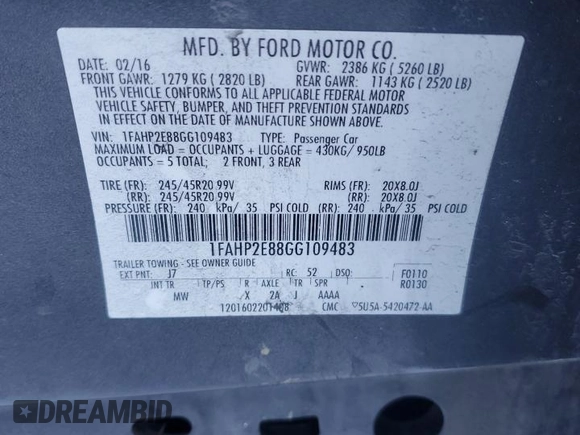 MFD. BY FORD MOTOR CO.
DATE: 02/16 GVWR: 2386 KG ( 5260 LB)
FRONT GAWR: 1279 KG ( 2820 LB) REAR GAWR: 1143 KG ( 2520 LB)
THIS VEHICLE CONFORMS TO ALL APPLICABLE FEDERAL MOTOR
VEHICLE SAFETY, BUMPER, AND THEFT PREVENTION STANDARDS
IN EFFECT ON THE DATE OF MANUFACTURE SHOWN ABOVE.
VIN: 1FAHP2E88GG109483 TYPE: Passenger Car
MAXIMUM LOAD = OCCUPANTS + LUGGAGE = 430KG/ 950LB
OCCUPANTS = 5 TOTAL; 2 FRONT, 3 REAR
TIRE (FR): 245/45R20 99V RIMS (FR): 20X8.0J
(RR): 245/45R20 99V (RR): 20X8.0J
PRESSURE (FR): 240 kPa/ 35 PSI COLD (RR): 240 kPa/ 35 PSI COLD
1FAHP2E88GG109483
TRAILER TOWING - SEE OWNER GUIDE
EXT PNT: J7 RC: 52 DSO: F0110
INT TR TP/PS R AXLE TR SPR R0130
MW X 2A J AAAA
CMC 5U5A-5420472-AA
DREAMBID